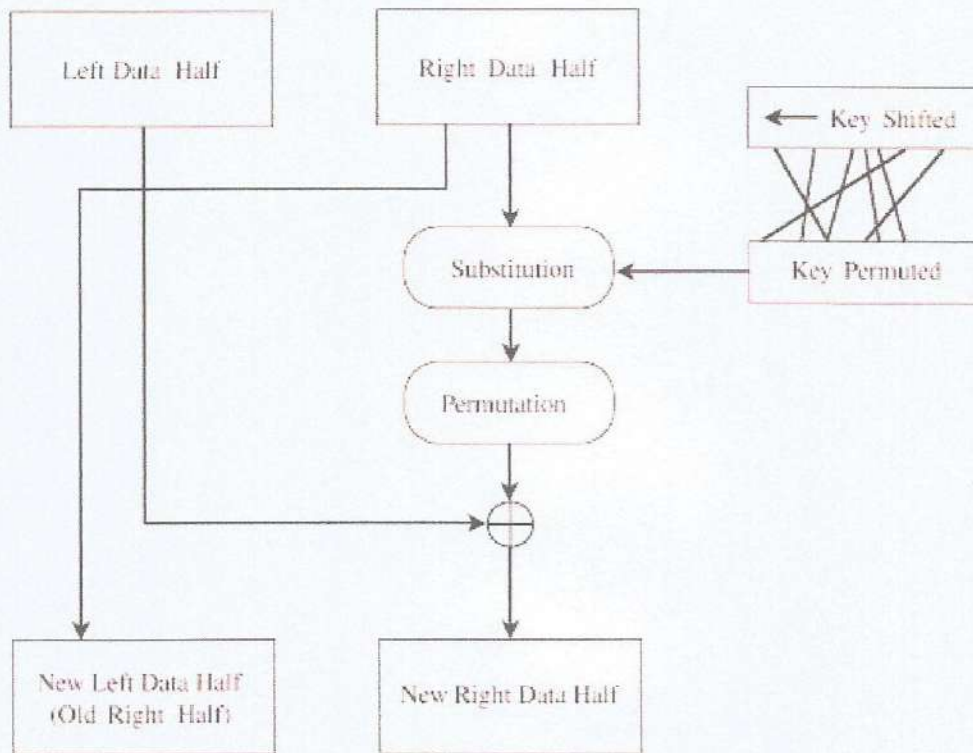 Left Data Half
Right Data Half
Key Shifted
Substitution
Key Permuted
Permutation
New Left Data Half
(Old Right Half)
New Right Data Half